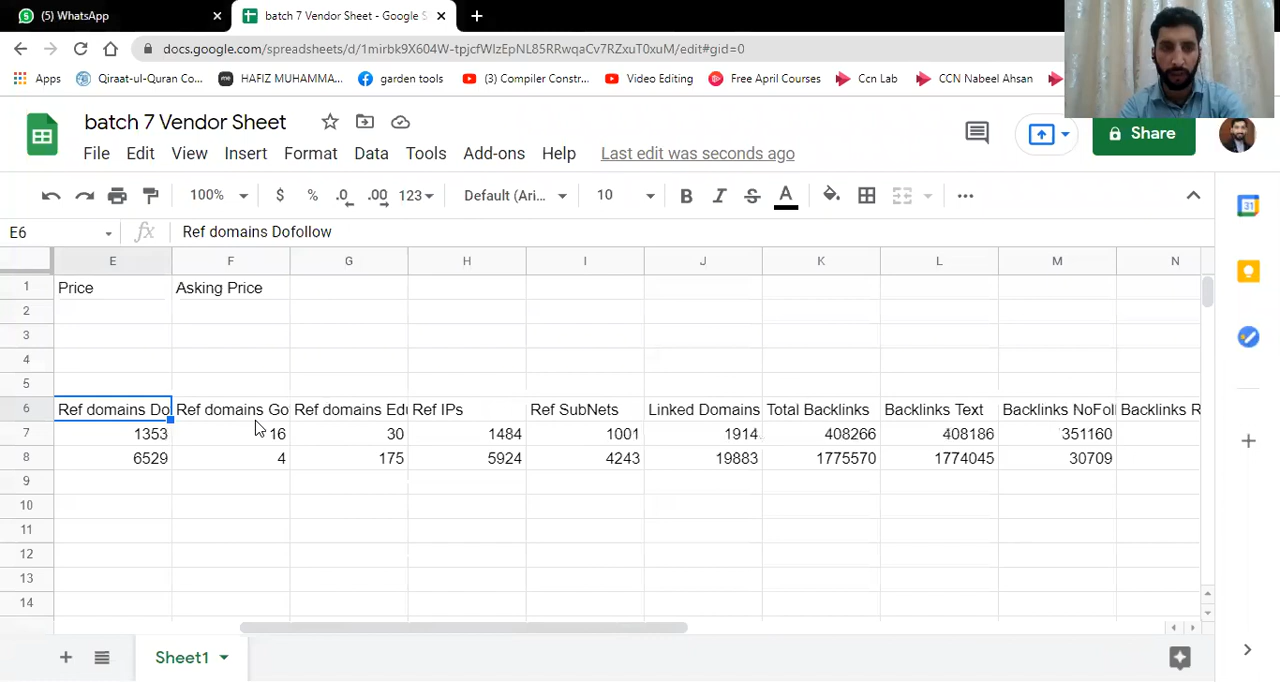 (5) WhatsApp
batch 7 Vendor Sheet - Google S
docs.google.com/spreadsheets/d/1mirbk9X604W-tpjcfWlzEpNL85RRwqaCv7RZxuT0xuM/edit#gid=0
Apps Qiraat-ul-Quran Co... HAFIZ MUHAMMA... garden tools (3) Compiler Constr... Video Editing Free April Courses Ccn Lab CCN Nabeel Ahsan
batch 7 Vendor Sheet
Share
File Edit View Insert Format Data Tools Add-ons Help Last edit was seconds ago
100% $ % .0 .00 123 Default (Ari... 10 B I S A
E6 fx Ref domains Dofollow
E F G H I J K L M N
1 Price Asking Price
2
3
4
5
6 Ref domains Do Ref domains Go Ref domains Edu Ref IPs Ref SubNets Linked Domains Total Backlinks Backlinks Text Backlinks NoFoll Backlinks R
7 1353 16 30 1484 1001 1914 408266 408186 351160
8 6529 4 175 5924 4243 19883 1775570 1774045 30709
9
10
11
12
13
14
Sheet1
31